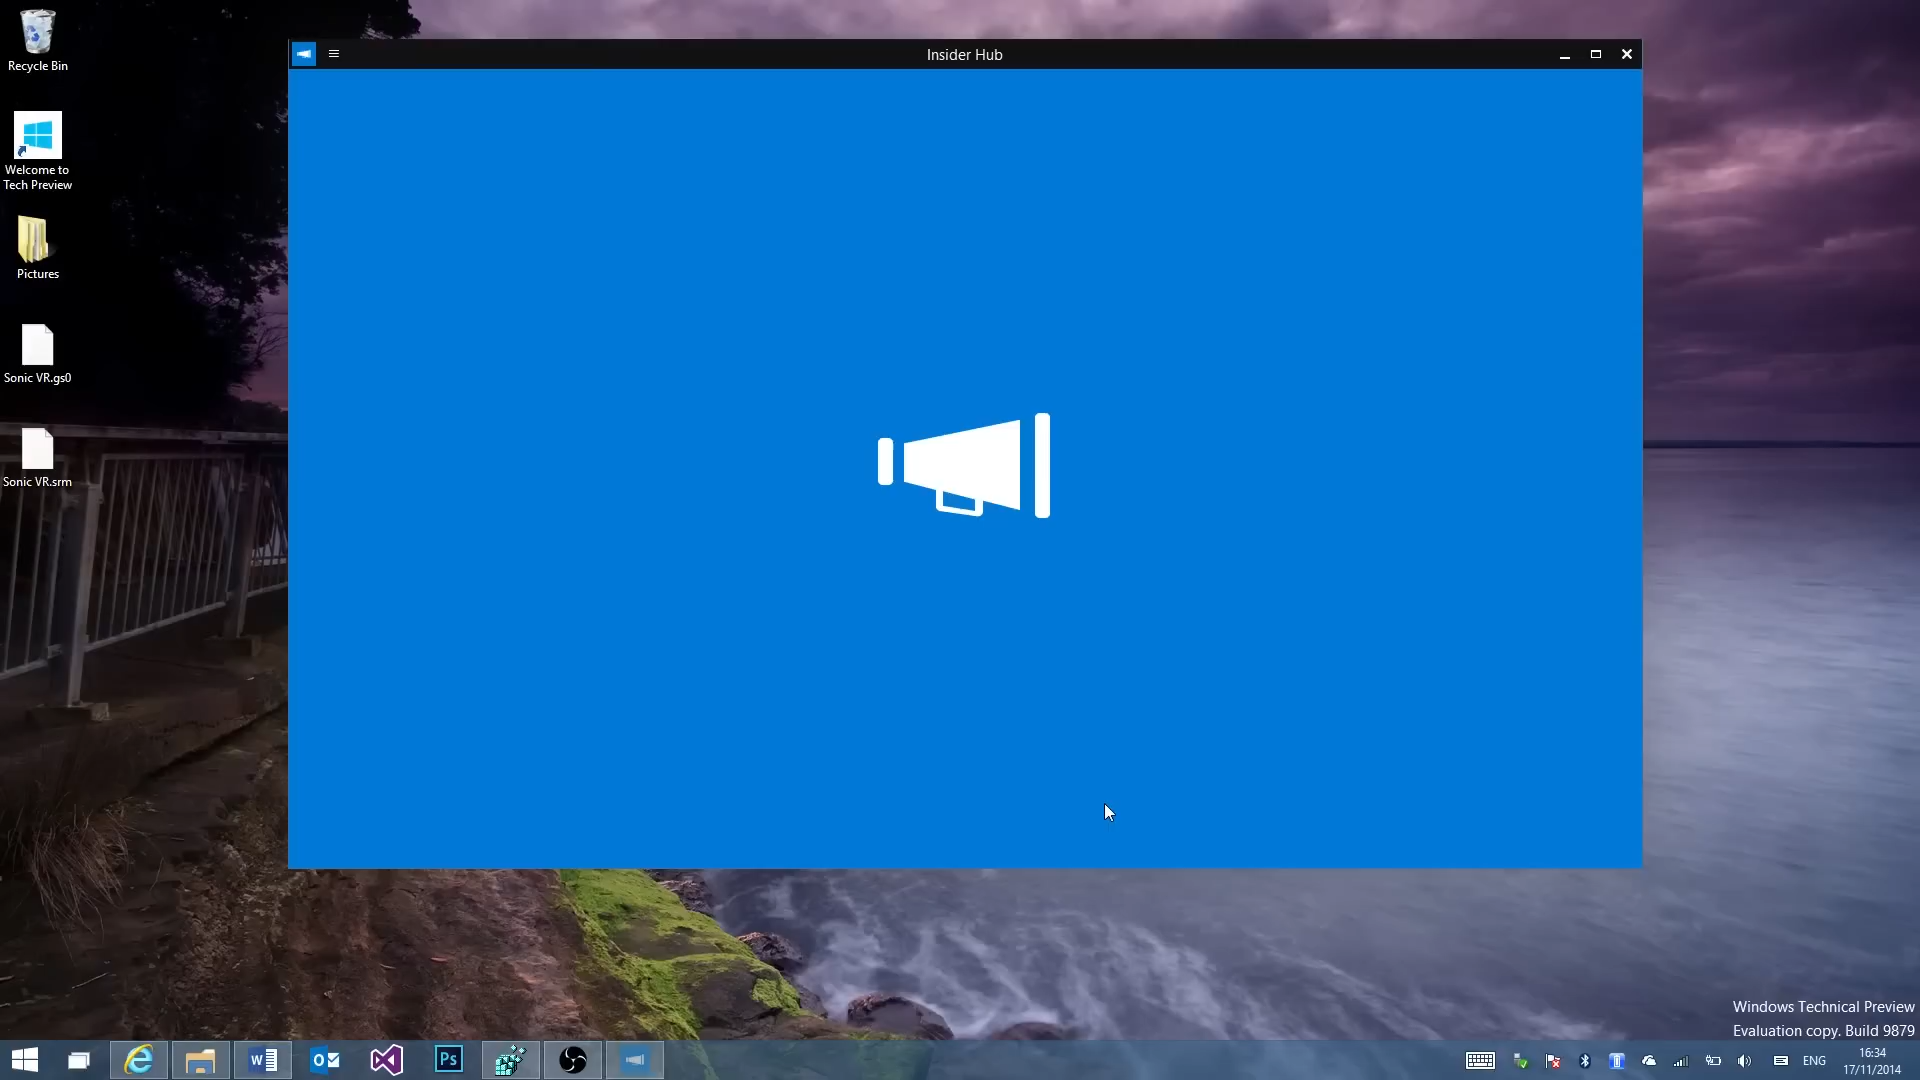 Recycle Bin
Welcome to
Tech Preview
Pictures
Sonic VR.gs0
Sonic VR.srm
Insider Hub
Windows Technical Preview
Evaluation copy. Build 9879
W
O
Ps
ENG
16:34
17/11/2014